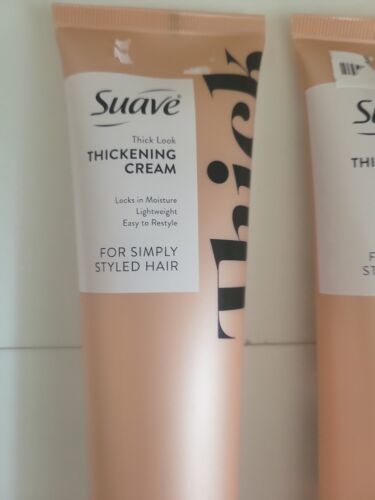 Suave
Thick Look
THICKENING
CREAM
Locks in Moisture
Lightweight
Easy to Restyle
FOR SIMPLY
STYLED HAIR
Thick